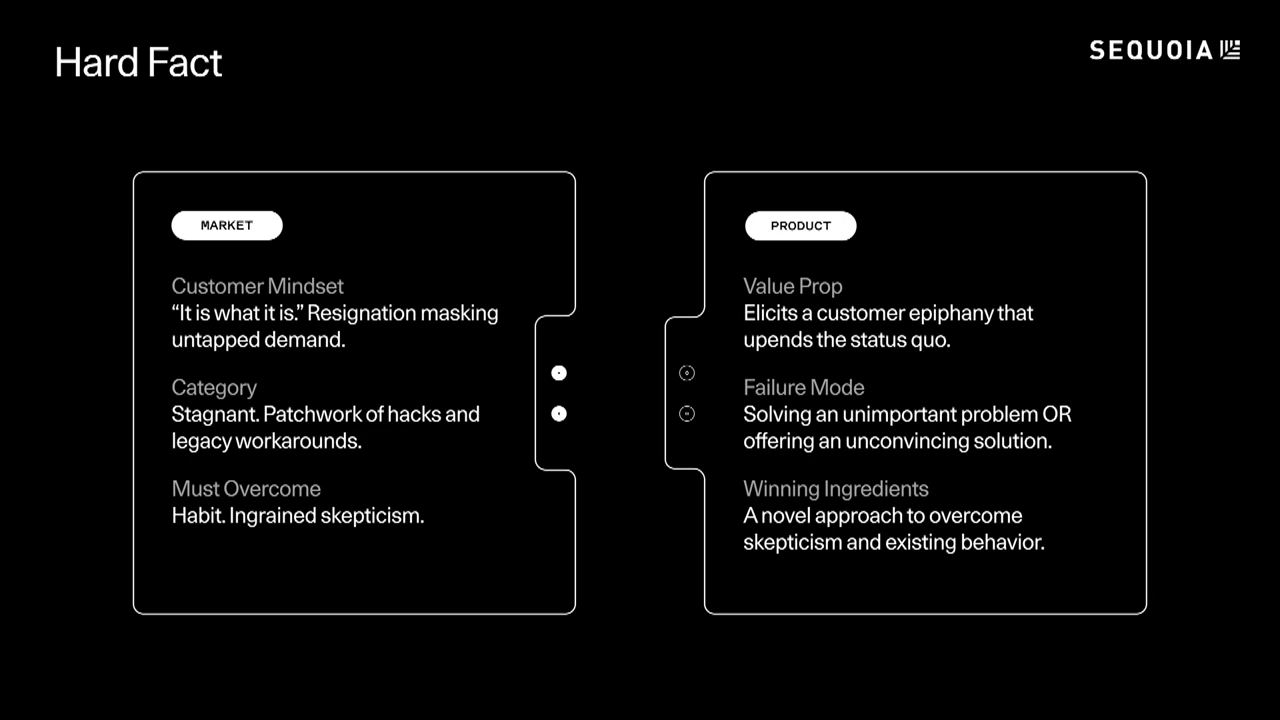 Hard Fact
SEQUOIA
MARKET
Customer Mindset
“It is what it is.” Resignation masking
untapped demand.
Category
Stagnant. Patchwork of hacks and
legacy workarounds.
Must Overcome
Habit. Ingrained skepticism.
PRODUCT
Value Prop
Elicits a customer epiphany that
upends the status quo.
Failure Mode
Solving an unimportant problem OR
offering an unconvincing solution.
Winning Ingredients
A novel approach to overcome
skepticism and existing behavior.